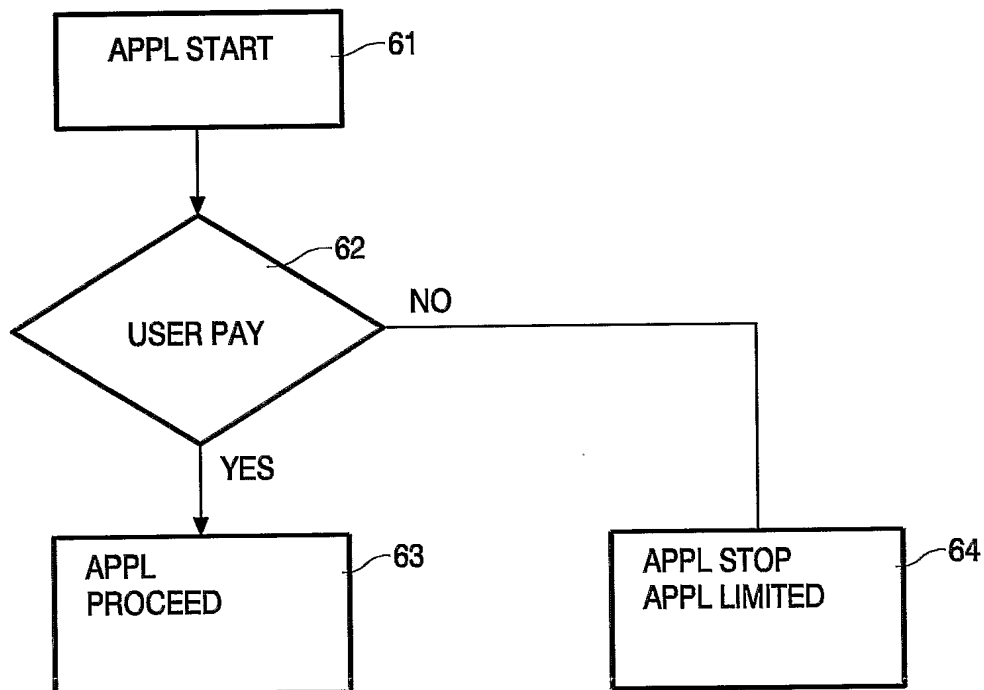 APPL START
61
62
NO
USER PAY
YES
APPL
PROCEED
63
APPL STOP
APPL LIMITED
64